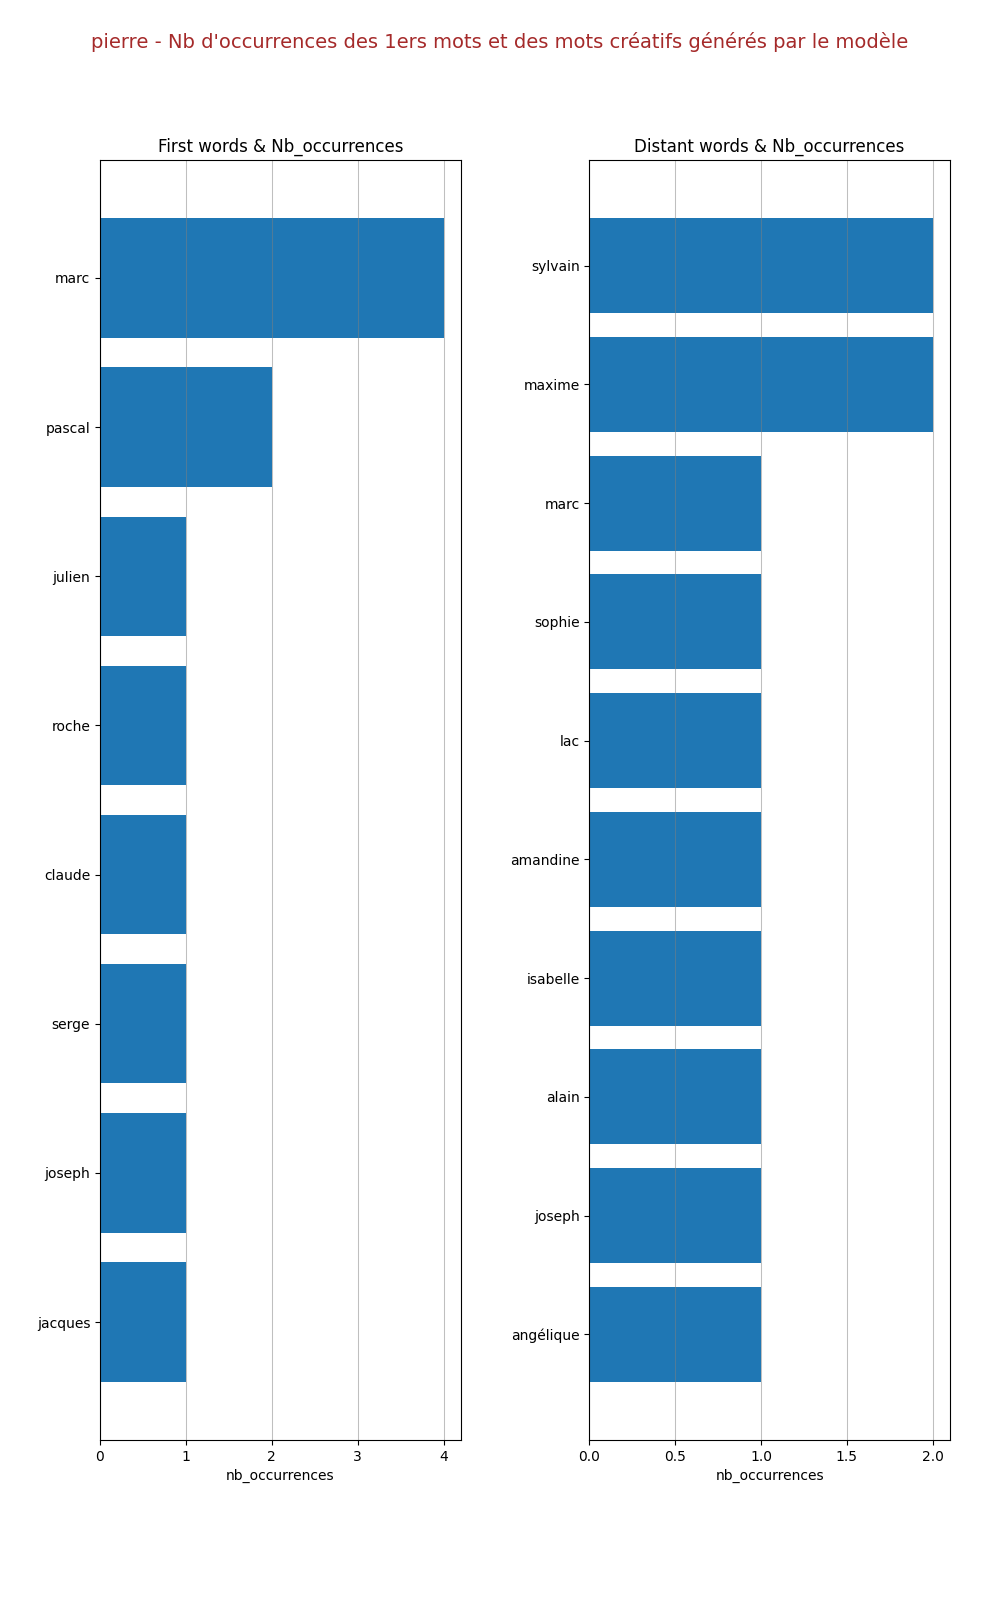 pierre - Nb d'occurrences des 1ers mots et des mots créatifs générés par le modèle
First words & Nb_occurrences
marc
pascal
julien
roche
claude
serge
joseph
jacques
0 1 2 3 4
nb_occurrences
Distant words & Nb_occurrences
sylvain
maxime
marc
sophie
lac
amandine
isabelle
alain
joseph
angélique
0.0 0.5 1.0 1.5 2.0
nb_occurrences